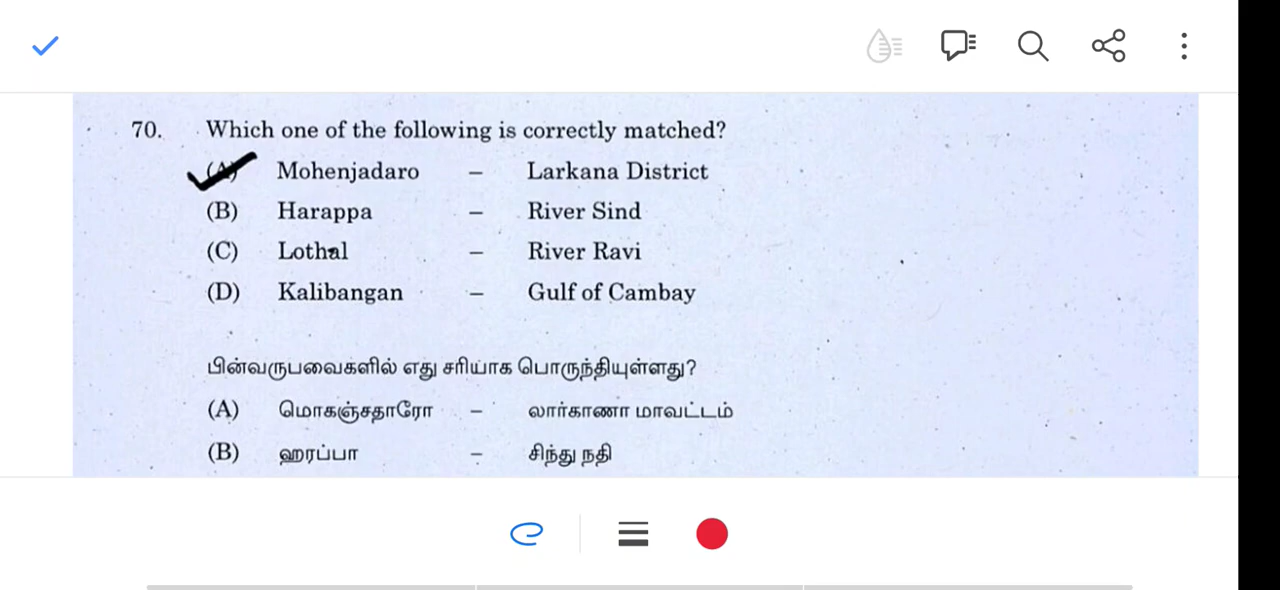 70. Which one of the following is correctly matched?
(A) Mohenjadaro – Larkana District
(B) Harappa – River Sind
(C) Lothal – River Ravi
(D) Kalibangan – Gulf of Cambay
பின்வருபவைகளில் எது சரியாக பொருந்தியுள்ளது?
(A) மொகஞ்சதாரோ – லார்காணா மாவட்டம்
(B) ஹரப்பா – சிந்து நதி